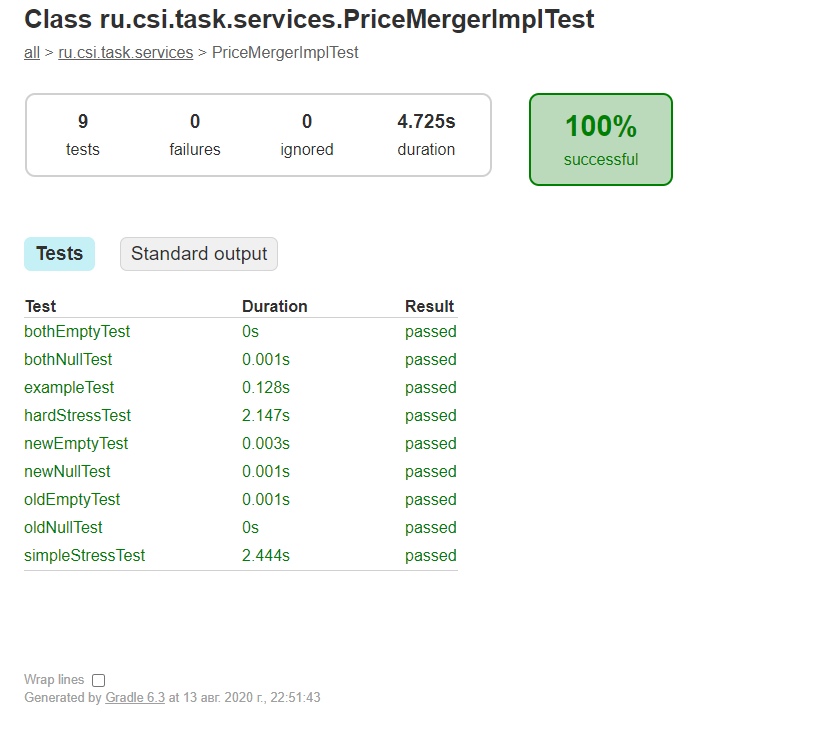 Class ru.csi.task.services.PriceMergerImplTest
all > ru.csi.task.services > PriceMergerImplTest
9 0 0 4.725s
tests failures ignored duration
100%
successful
Tests Standard output
Test Duration Result
bothEmptyTest 0s passed
bothNullTest 0.001s passed
exampleTest 0.128s passed
hardStressTest 2.147s passed
newEmptyTest 0.003s passed
newNullTest 0.001s passed
oldEmptyTest 0.001s passed
oldNullTest 0s passed
simpleStressTest 2.444s passed
Wrap lines
Generated by Gradle 6.3 at 13 авг. 2020 г., 22:51:43